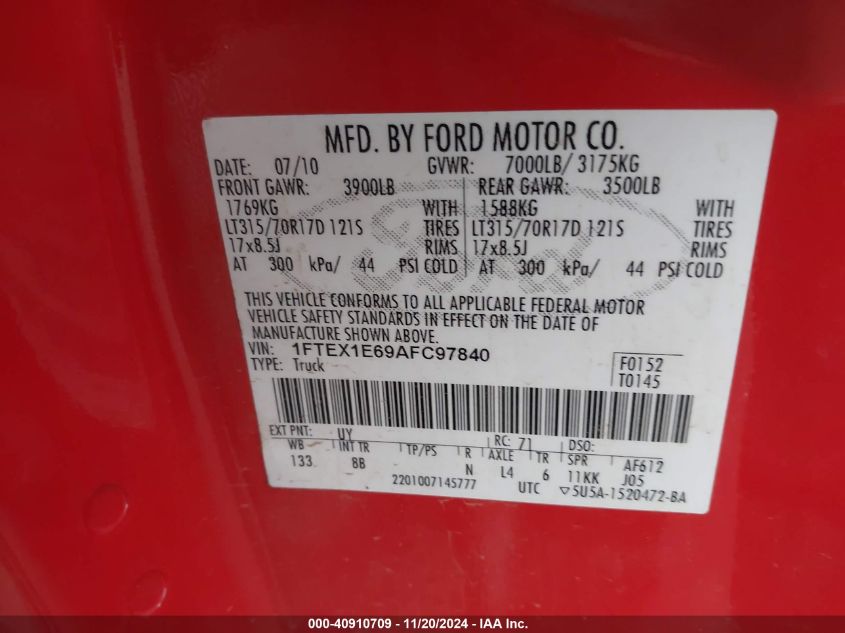 MFD. BY FORD MOTOR CO.
DATE: 07/10 GVWR: 7000LB/ 3175KG
FRONT GAWR: 3900LB REAR GAWR: 3500LB
1769KG WITH 1588KG WITH
LT315/70R17D 121S TIRES LT315/70R17D 121S TIRES
17x8.5J RIMS 17x8.5J RIMS
AT 300 kPa/ 44 PSI COLD AT 300 kPa/ 44 PSI COLD
THIS VEHICLE CONFORMS TO ALL APPLICABLE FEDERAL MOTOR
VEHICLE SAFETY STANDARDS IN EFFECT ON THE DATE OF
MANUFACTURE SHOWN ABOVE.
VIN: 1FTEX1E69AFC97840
TYPE: Truck
F0152
T0145
EXT PNT: UY RC: 71 DSO:
WB INT TR TP/PS R AXLE TR SPR AF612
133 8B N L4 6 11KK J05
2201007145777 UTC ▽5U5A-1520472-BA
000-40910709 - 11/20/2024 - IAA Inc.